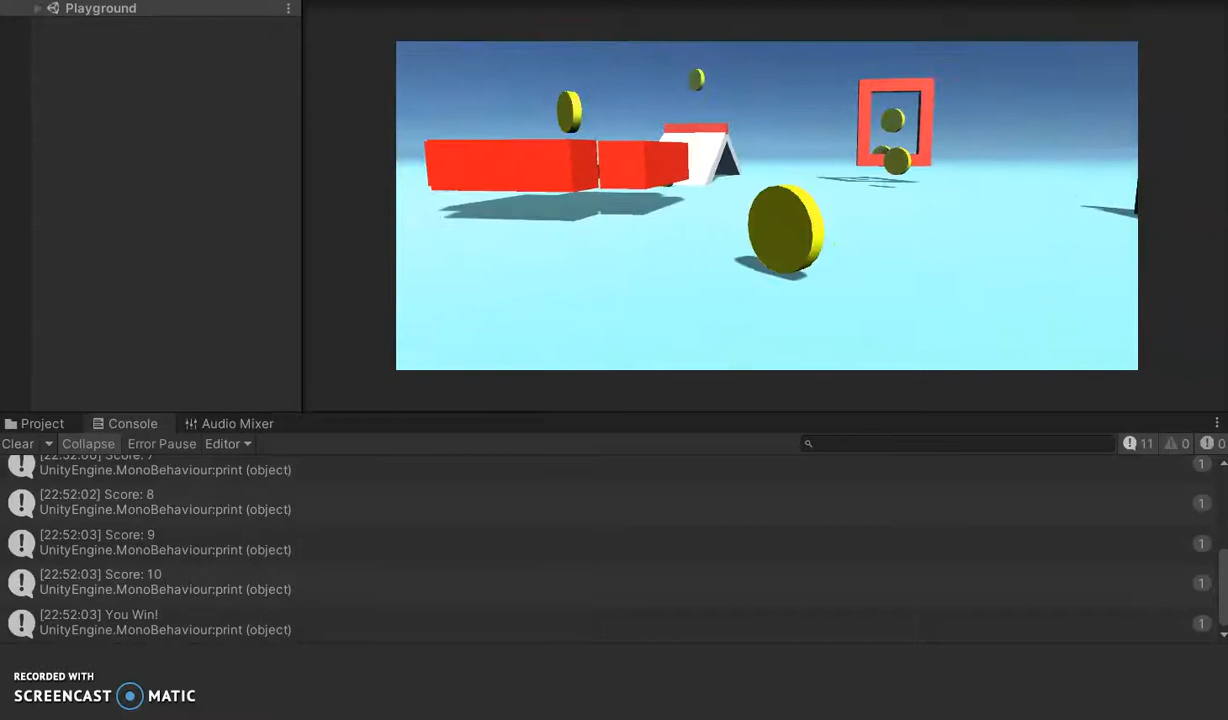 Playground
Project
Console
Audio Mixer
Clear
Collapse
Error Pause
Editor
11
0
0
Score: 7
UnityEngine.MonoBehaviour:print (object)
1
[22:52:02] Score: 8
UnityEngine.MonoBehaviour:print (object)
1
[22:52:03] Score: 9
UnityEngine.MonoBehaviour:print (object)
1
[22:52:03] Score: 10
UnityEngine.MonoBehaviour:print (object)
1
[22:52:03] You Win!
UnityEngine.MonoBehaviour:print (object)
1
RECORDED WITH
SCREENCAST MATIC